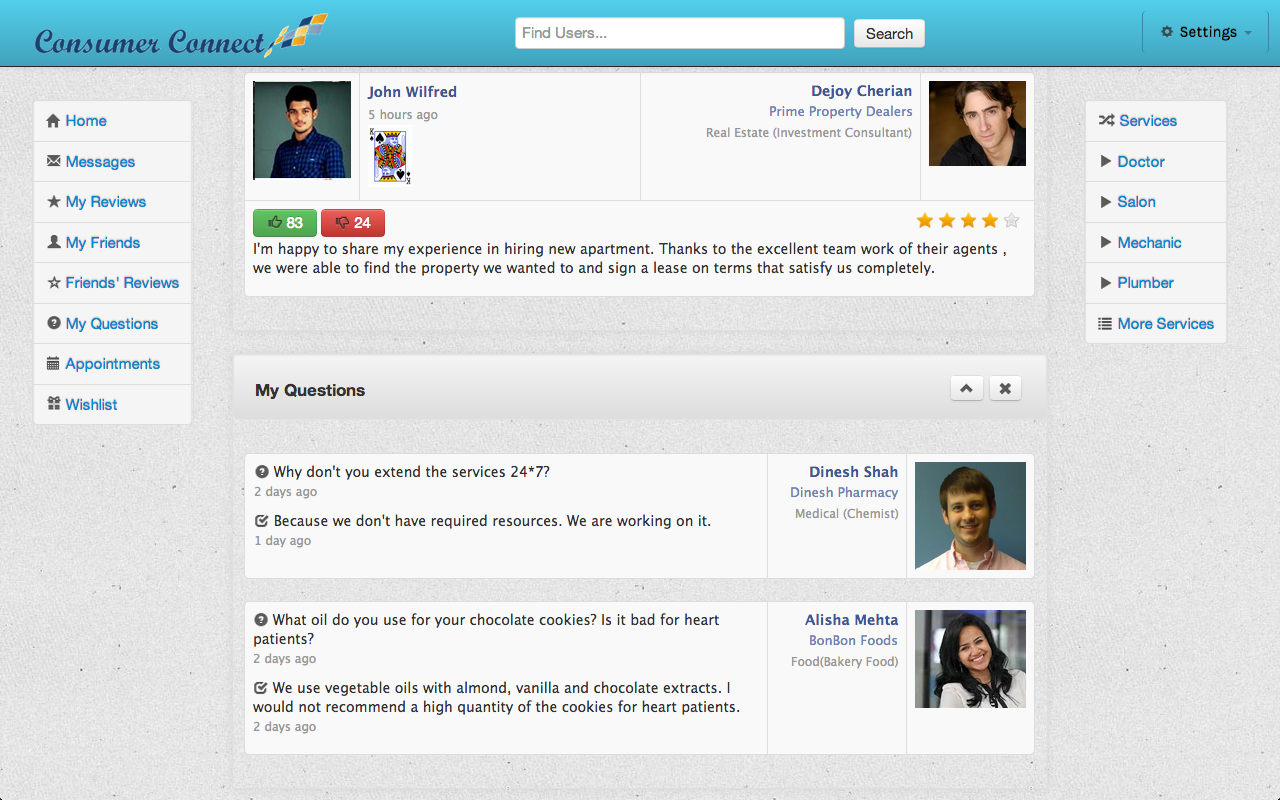 Consumer Connect
Find Users...
Search
Settings
Home
Messages
My Reviews
My Friends
Friends' Reviews
My Questions
Appointments
Wishlist
John Wilfred
5 hours ago
K
K
Dejoy Cherian
Prime Property Dealers
Real Estate (Investment Consultant)
83
24
I'm happy to share my experience in hiring new apartment. Thanks to the excellent team work of their agents ,
we were able to find the property we wanted to and sign a lease on terms that satisfy us completely.
My Questions
Why don't you extend the services 24*7?
2 days ago
Because we don't have required resources. We are working on it.
1 day ago
Dinesh Shah
Dinesh Pharmacy
Medical (Chemist)
What oil do you use for your chocolate cookies? Is it bad for heart
patients?
2 days ago
We use vegetable oils with almond, vanilla and chocolate extracts. I
would not recommend a high quantity of the cookies for heart patients.
2 days ago
Alisha Mehta
BonBon Foods
Food(Bakery Food)
Services
Doctor
Salon
Mechanic
Plumber
More Services